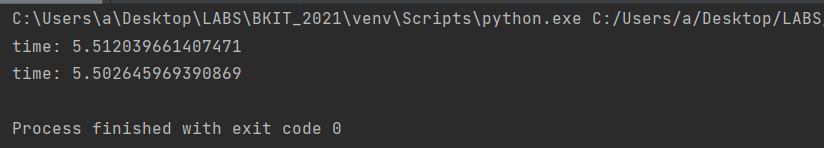 C:\Users\a\Desktop\LABS\BKIT_2021\venv\Scripts\python.exe C:/Users/a/Desktop/LABS/
time: 5.512039661407471
time: 5.502645969390869
Process finished with exit code 0